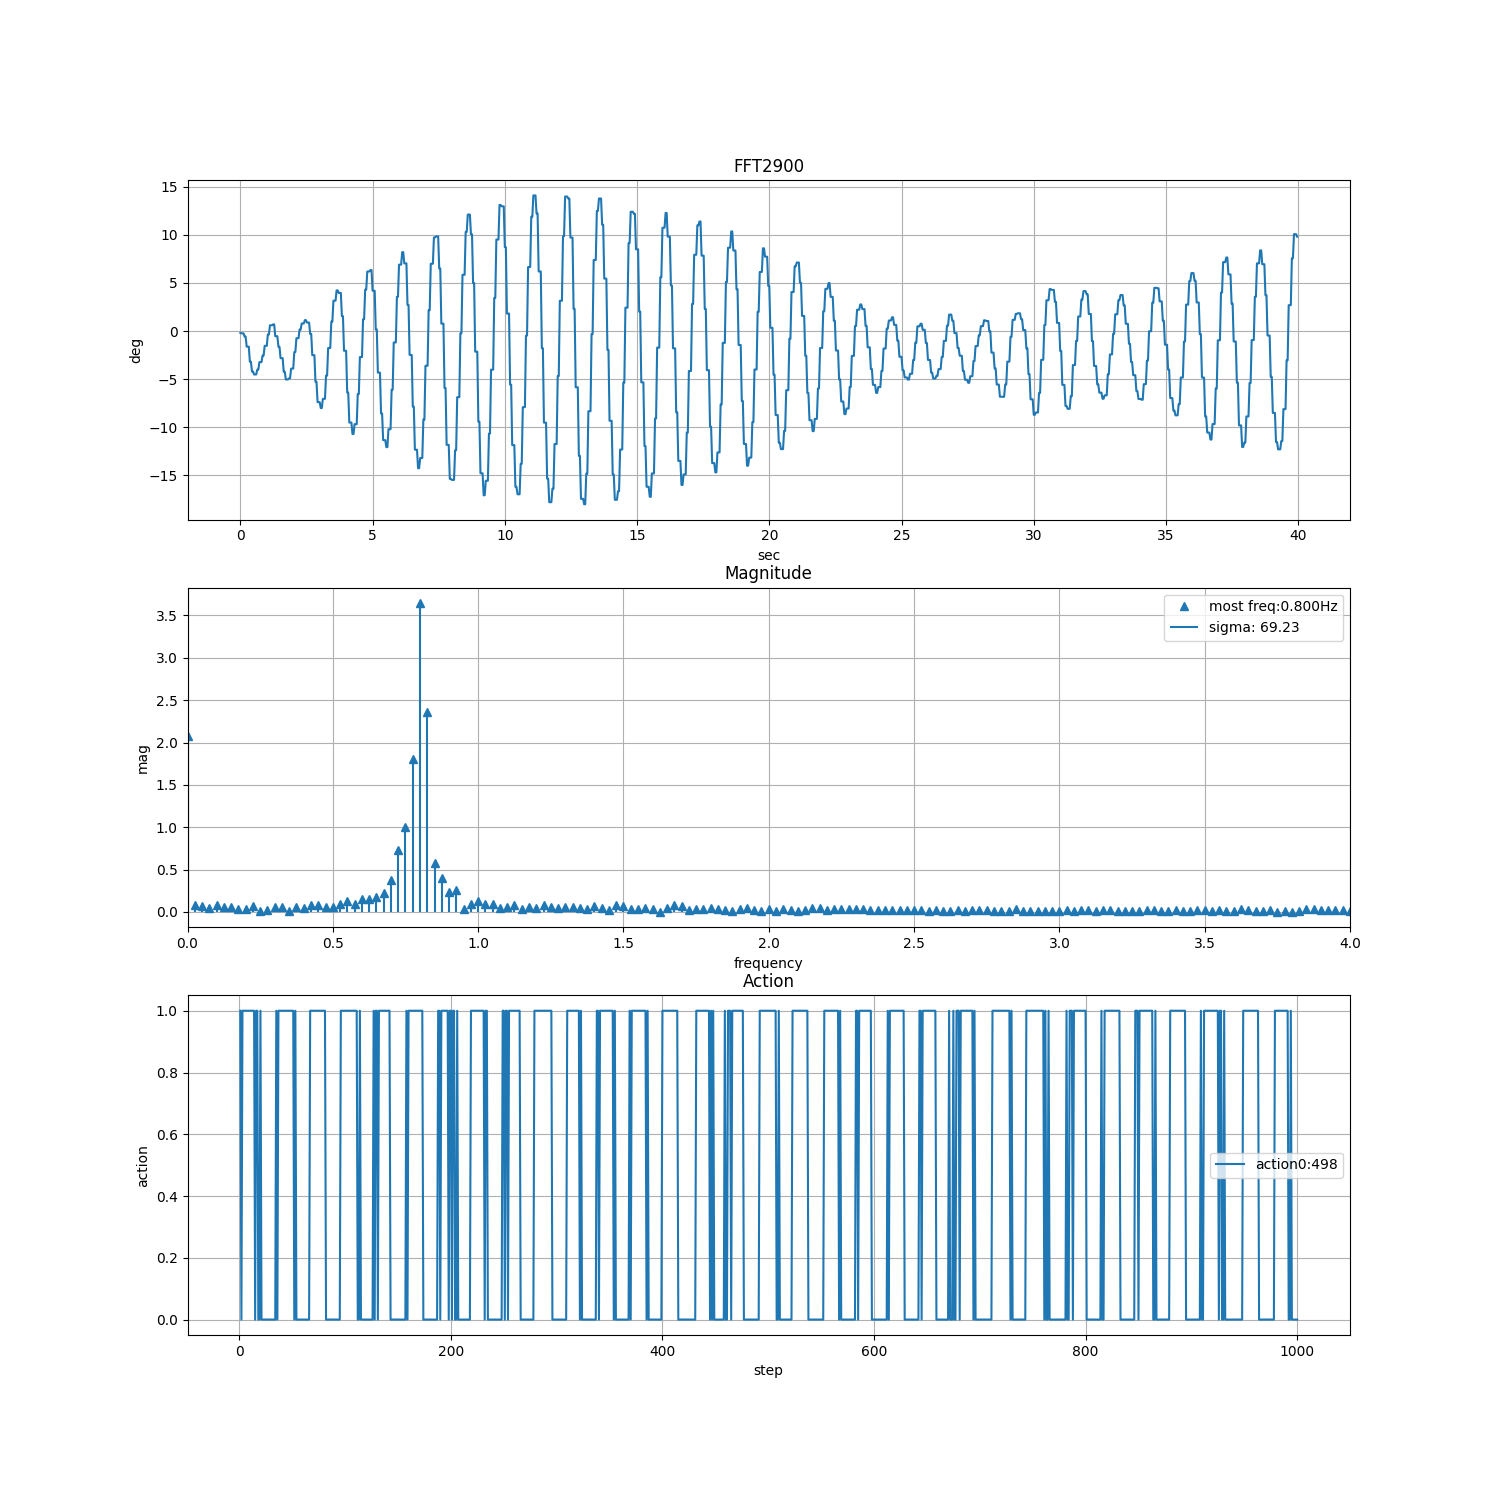 FFT2900
15
10
5
0
−5
−10
−15
deg
0 5 10 15 20 25 30 35 40
sec
Magnitude
most freq:0.800Hz
sigma: 69.23
3.5
3.0
2.5
2.0
1.5
1.0
0.5
0.0
mag
0.0 0.5 1.0 1.5 2.0 2.5 3.0 3.5 4.0
frequency
Action
1.0
0.8
0.6
0.4
0.2
0.0
action
action0:498
0 200 400 600 800 1000
step